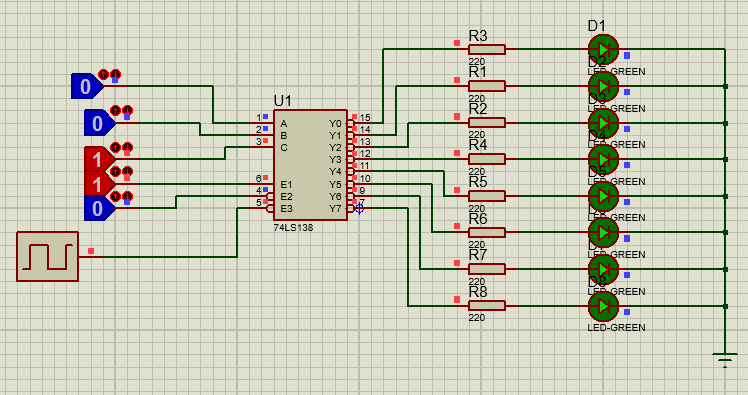 D1
R3
220
LED-GREEN
0
R1
220
LED-GREEN
0
U1
R2
220
LED-GREEN
1
R4
220
LED-GREEN
1
R5
220
LED-GREEN
0
R6
220
LED-GREEN
R7
220
LED-GREEN
D8
R8
220
LED-GREEN
1 A Y0 15
2 B Y1 14
3 C Y2 13
Y3 12
Y4 11
6 E1 Y5 10
4 E2 Y6 9
5 E3 Y7 7
74LS138